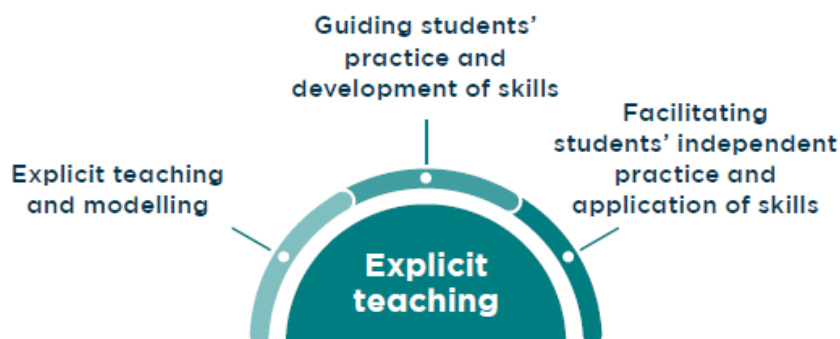 Guiding students’
practice and
development of skills
Facilitating
students’ independent
practice and
application of skills
Explicit teaching
and modelling
Explicit
teaching